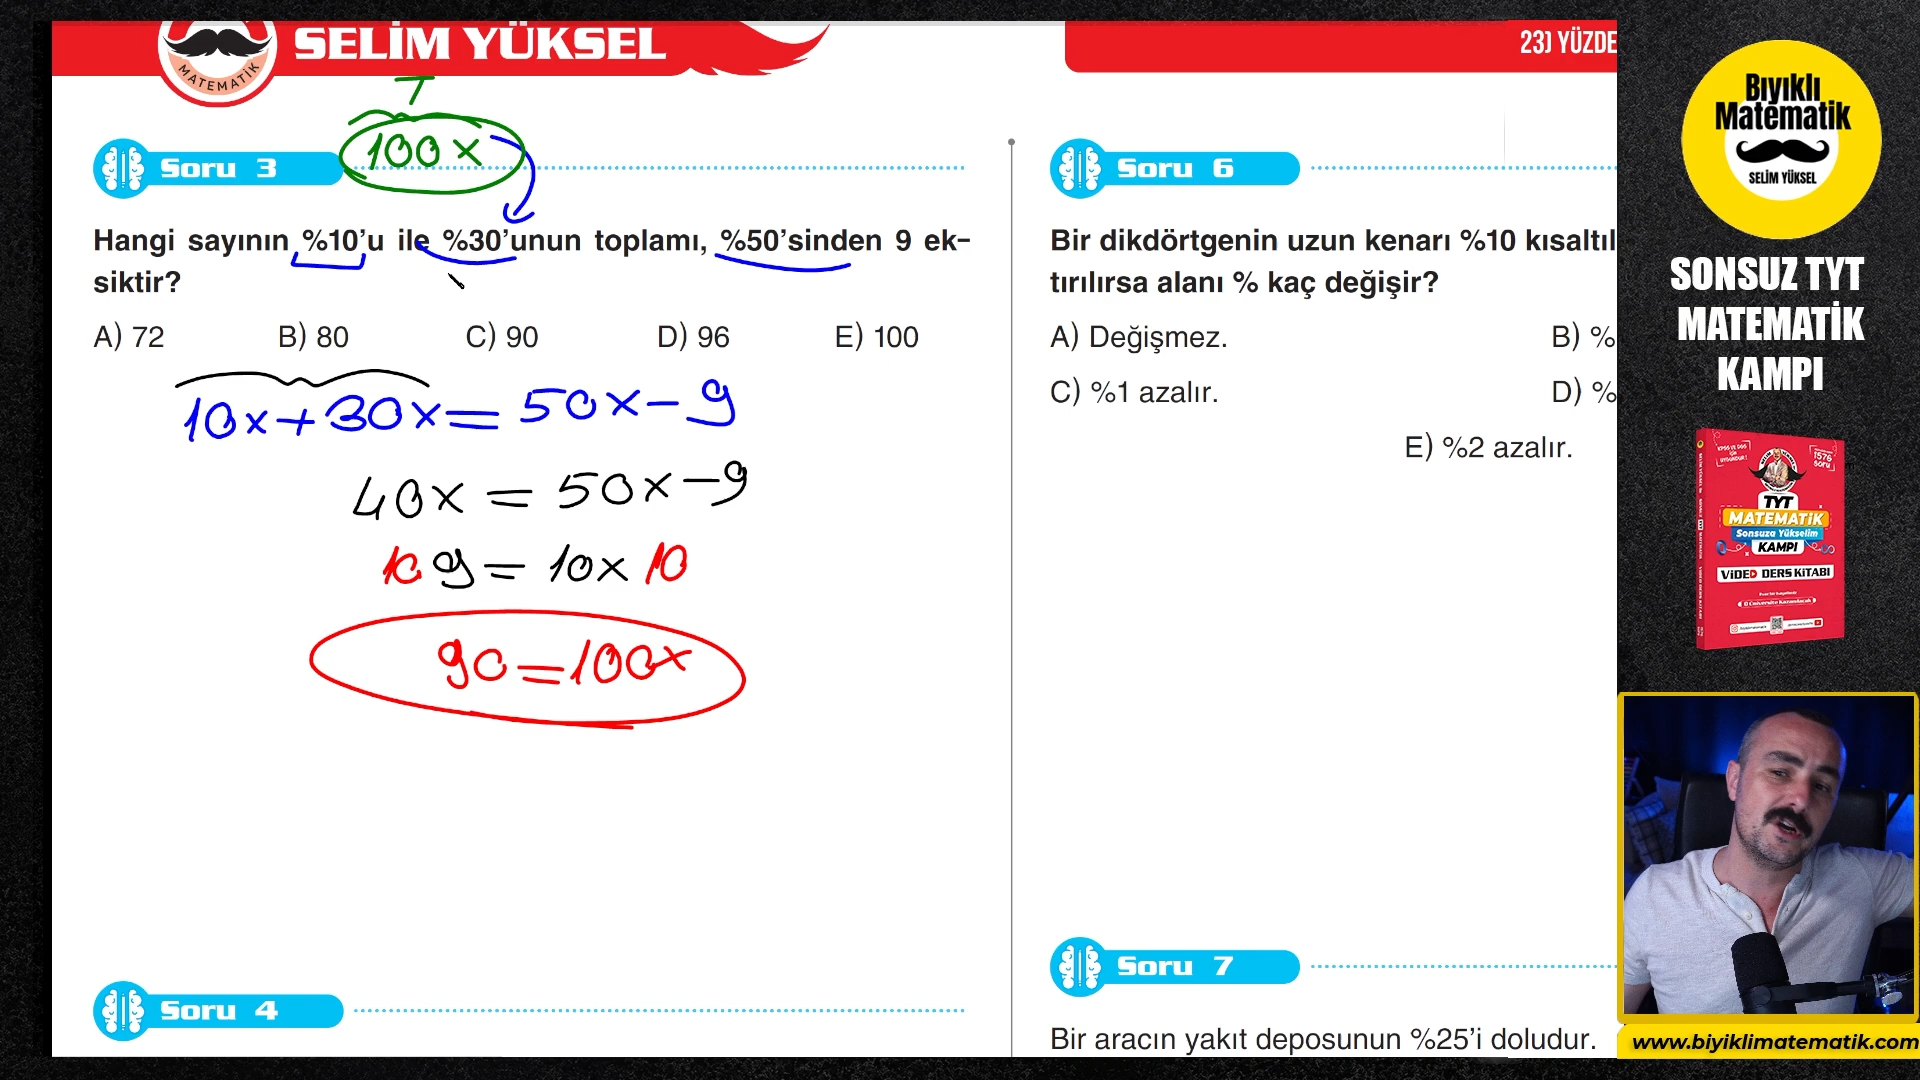 SELİM YÜKSEL
MATEMATİK
T
100x
Soru 3
Hangi sayının %10'u ile %30'unun toplamı, %50'sinden 9 ek-
siktir?
A) 72 B) 80 C) 90 D) 96 E) 100
10x+30x=50x-9
40x=50x-9
10 9=10x 10
90=100x
Soru 4
23) YÜZDE
Soru 6
Bir dikdörtgenin uzun kenarı %10 kısaltıl
tırılırsa alanı % kaç değişir?
A) Değişmez. B) %
C) %1 azalır. D) %
E) %2 azalır.
Soru 7
Bir aracın yakıt deposunun %25'i doludur.
Bıyıklı
Matematik
SELİM YÜKSEL
SONSUZ TYT
MATEMATİK
KAMPI
1576
soru
TYT
MATEMATİK
Sonsuza Yükselim
KAMPI
VİDEO DERS KİTABI
www.biyiklimatematik.com